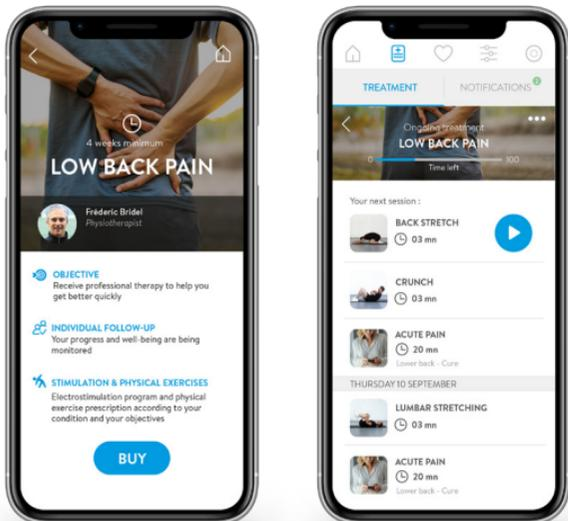 4 weeks minimum
LOW BACK PAIN
Fréderic Bridel
Physiotherapist
OBJECTIVE
Receive professional therapy to help you
get better quickly
INDIVIDUAL FOLLOW-UP
Your progress and well-being are being
monitored
STIMULATION & PHYSICAL EXERCISES
Electrostimulation program and physical
exercise prescription according to your
condition and your objectives
BUY
TREATMENT
NOTIFICATIONS 2
Ongoing treatment
LOW BACK PAIN
0 100
Time left
Your next session :
BACK STRETCH
03 mn
CRUNCH
03 mn
ACUTE PAIN
20 mn
Lower back - Cure
THURSDAY 10 SEPTEMBER
LUMBAR STRETCHING
03 mn
ACUTE PAIN
20 mn
Lower back - Cure